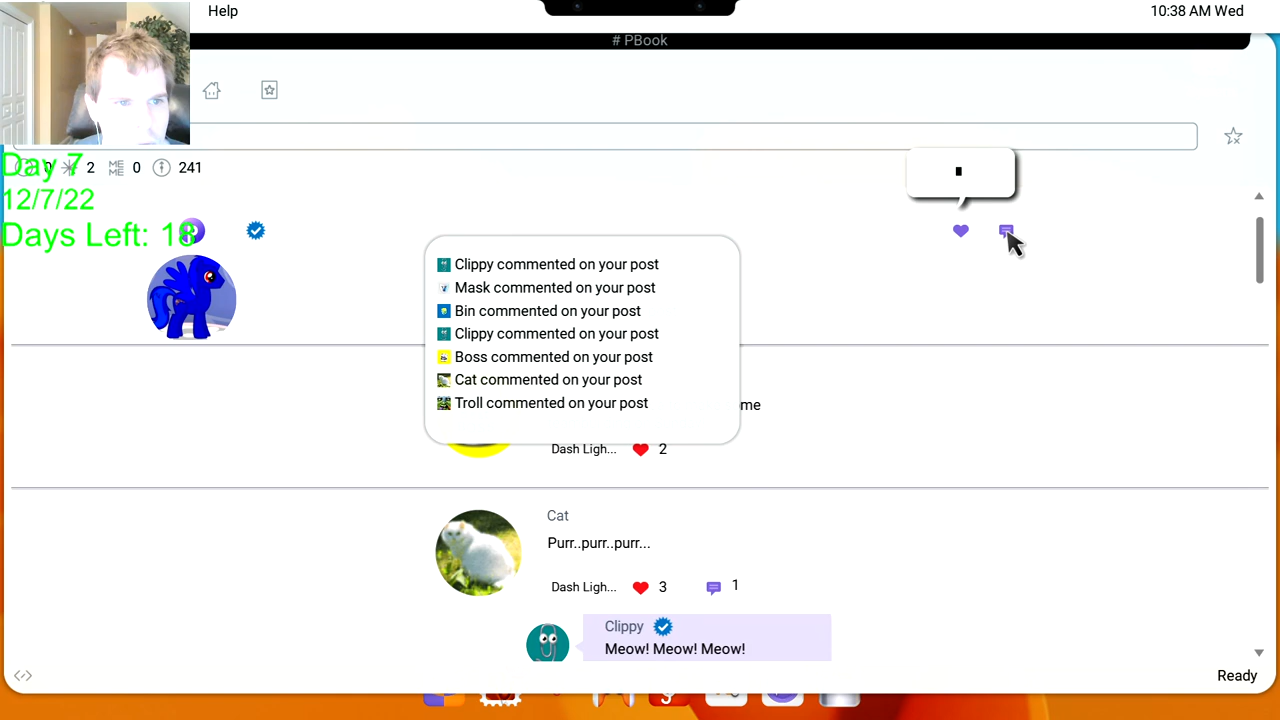 Help
10:38 AM Wed
# PBook
0 2 ME ME 0 241
Day 7
12/7/22
Days Left: 18
Clippy commented on your post
Mask commented on your post
Bin commented on your post
Clippy commented on your post
Boss commented on your post
Cat commented on your post
Troll commented on your post
ome
Dash Ligh... 2
Cat
Purr..purr..purr...
Dash Ligh... 3 1
Clippy
Meow! Meow! Meow!
Ready